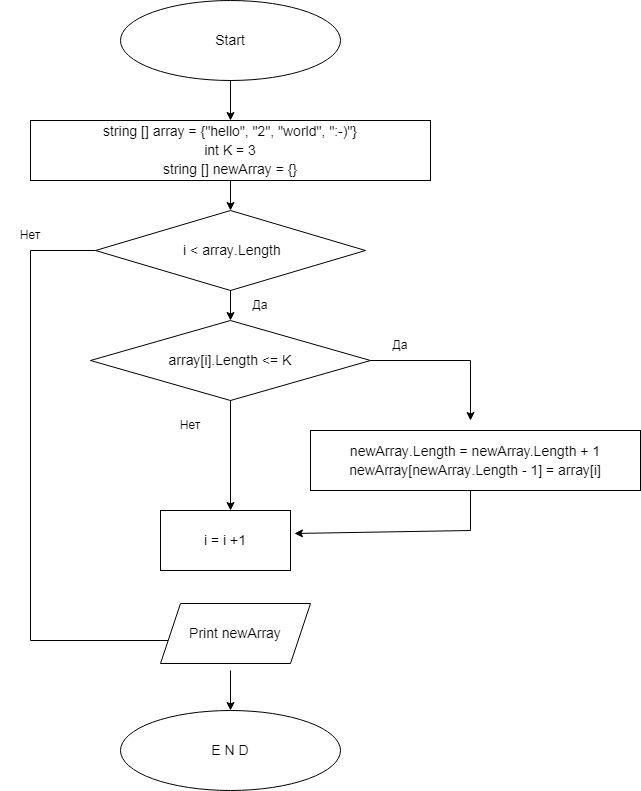 Start
string [] array = {"hello", "2", "world", ":-)"}
int K = 3
string [] newArray = {}
Нет
i < array.Length
Да
array[i].Length <= K
Да
Нет
newArray.Length = newArray.Length + 1
newArray[newArray.Length - 1] = array[i]
i = i +1
Print newArray
E N D